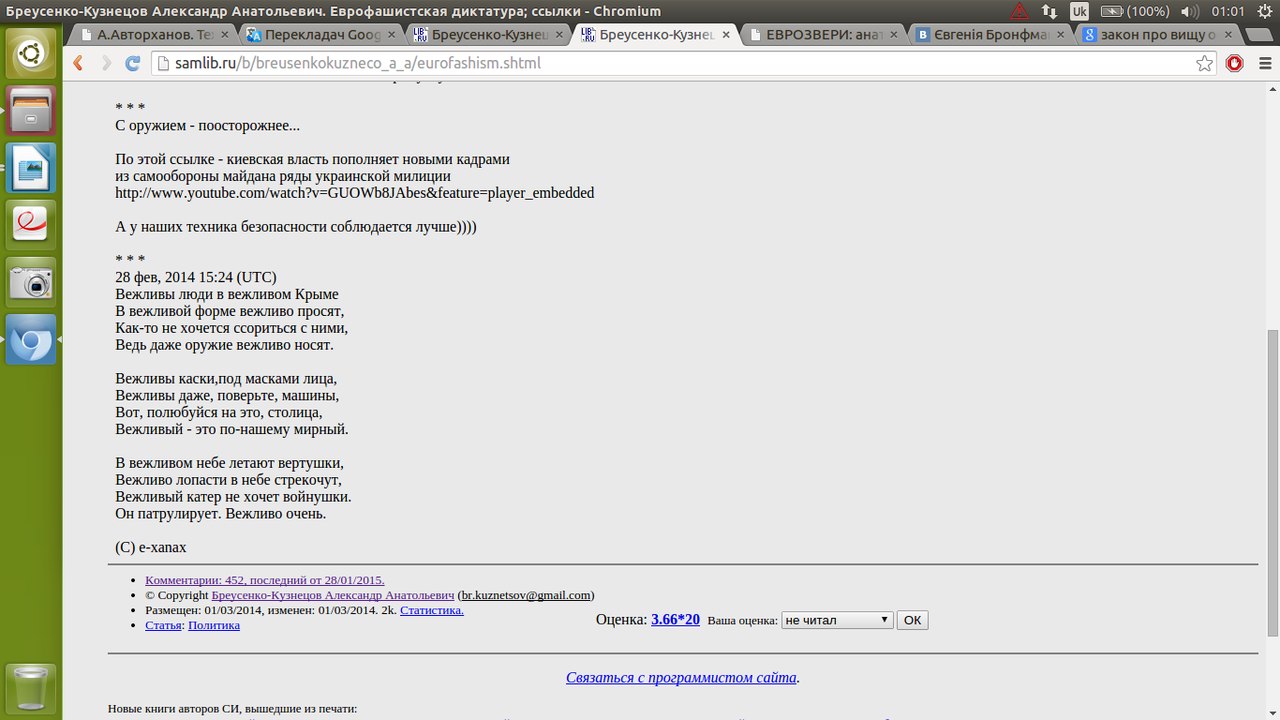 Бреусенко-Кузнецов Александр Анатольевич. Еврофашистская диктатура; ссылки - Chromium
Uk (100%) 01:01
А.Авторханов. Те
Перекладач Goog
Бреусенко-Кузнец
Бреусенко-Кузнец
ЕВРОЗВЕРИ: анат
Євгенія Бронфма
закон про вищу о
samlib.ru/b/breusenkokuzneco_a_a/eurofashism.shtml
* * *
С оружием - поосторожнее...
По этой ссылке - киевская власть пополняет новыми кадрами
из самообороны майдана ряды украинской милиции
http://www.youtube.com/watch?v=GUOWb8JAbes&feature=player_embedded
А у наших техника безопасности соблюдается лучше))))
* * *
28 фев, 2014 15:24 (UTC)
Вежливы люди в вежливом Крыме
В вежливой форме вежливо просят,
Как-то не хочется ссориться с ними,
Ведь даже оружие вежливо носят.
Вежливы каски,под масками лица,
Вежливы даже, поверьте, машины,
Вот, полюбуйся на это, столица,
Вежливый - это по-нашему мирный.
В вежливом небе летают вертушки,
Вежливо лопасти в небе стрекочут,
Вежливый катер не хочет войнушки.
Он патрулирует. Вежливо очень.
(C) e-xanax
Комментарии: 452, последний от 28/01/2015.
© Copyright Бреусенко-Кузнецов Александр Анатольевич (br.kuznetsov@gmail.com)
Размещен: 01/03/2014, изменен: 01/03/2014. 2k. Статистика.
Статья: Политика
Оценка: 3.66*20 Ваша оценка: не читал ОК
Связаться с программистом сайта.
Новые книги авторов СИ, вышедшие из печати: